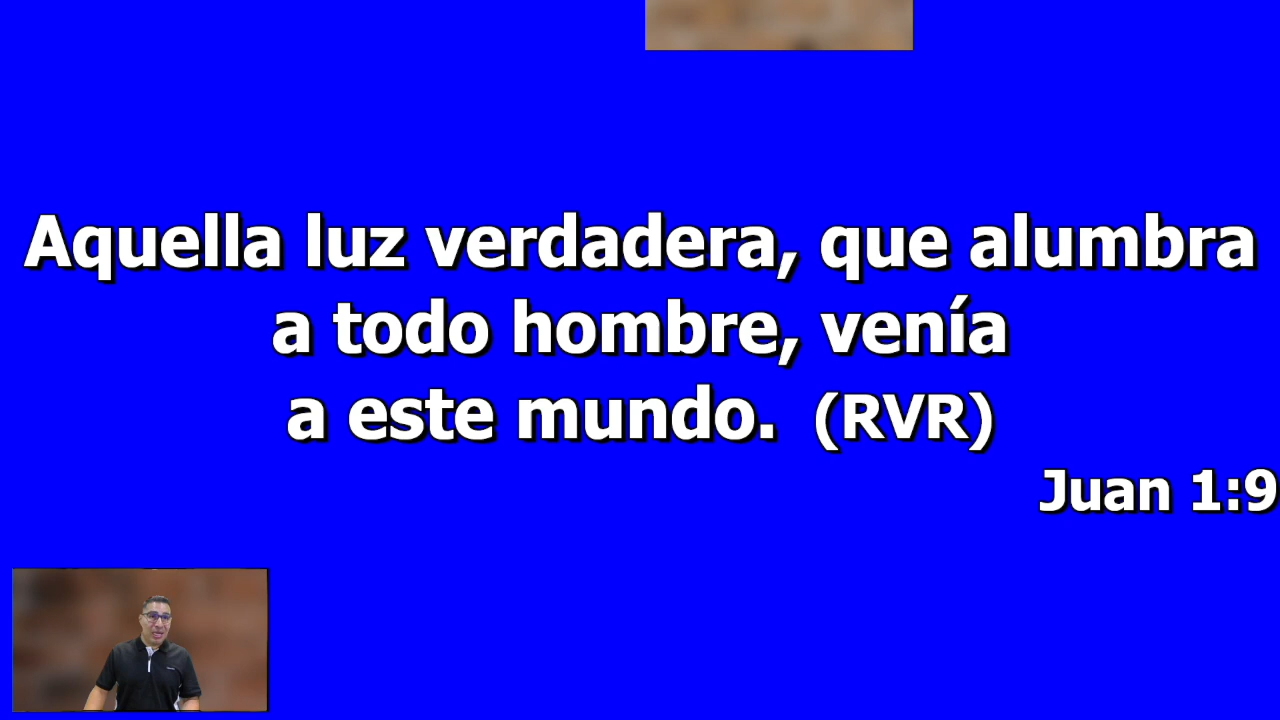 Aquella luz verdadera, que alumbra
a todo hombre, venía
a este mundo. (RVR)
Juan 1:9